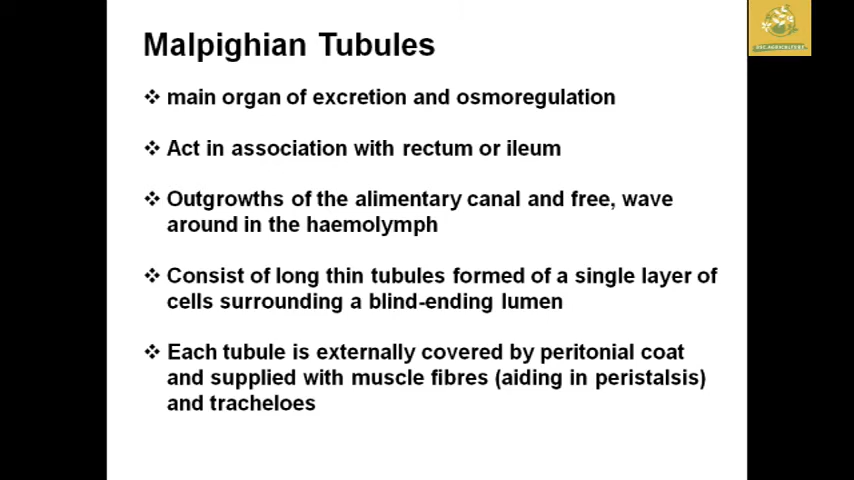 Malpighian Tubules
❖ main organ of excretion and osmoregulation
❖ Act in association with rectum or ileum
❖ Outgrowths of the alimentary canal and free, wave
around in the haemolymph
❖ Consist of long thin tubules formed of a single layer of
cells surrounding a blind-ending lumen
❖ Each tubule is externally covered by peritonial coat
and supplied with muscle fibres (aiding in peristalsis)
and tracheloes